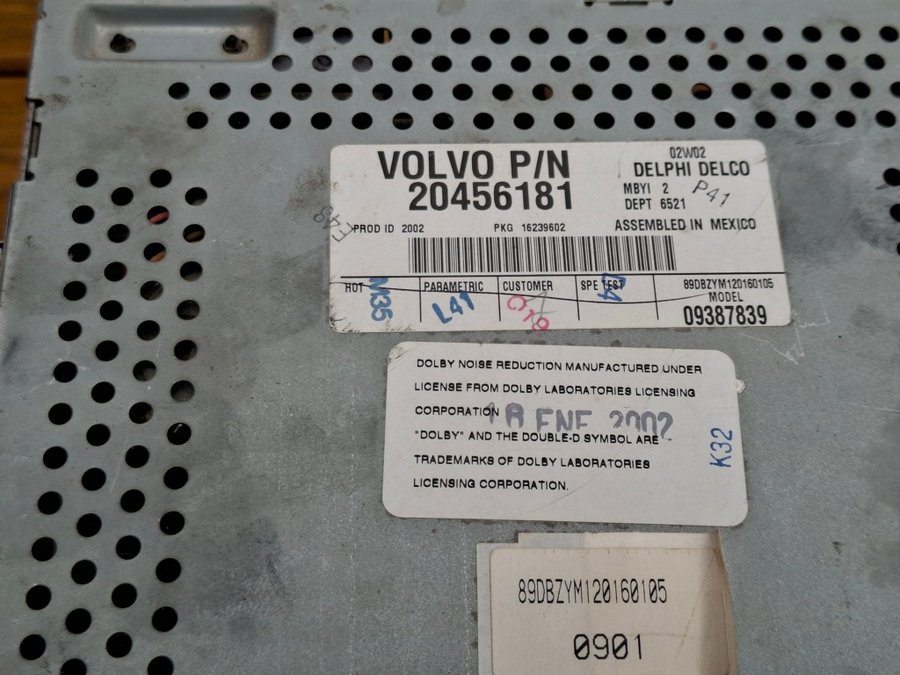 VOLVO P/N
20456181
02W02
DELPHI DELCO
MBYI 2
DEPT 6521
P41
E48
PROD ID 2002
PKG 16239602
ASSEMBLED IN MEXICO
HOT
PARAMETRIC
CUSTOMER
SPE TEST
89DBZYM120160105
MODEL
09387839
M35
L41
DOLBY NOISE REDUCTION MANUFACTURED UNDER
LICENSE FROM DOLBY LABORATORIES LICENSING
CORPORATION
18 ENE 2002
"DOLBY" AND THE DOUBLE-D SYMBOL ARE
TRADEMARKS OF DOLBY LABORATORIES
LICENSING CORPORATION.
K32
89DBZYM120160105
0901